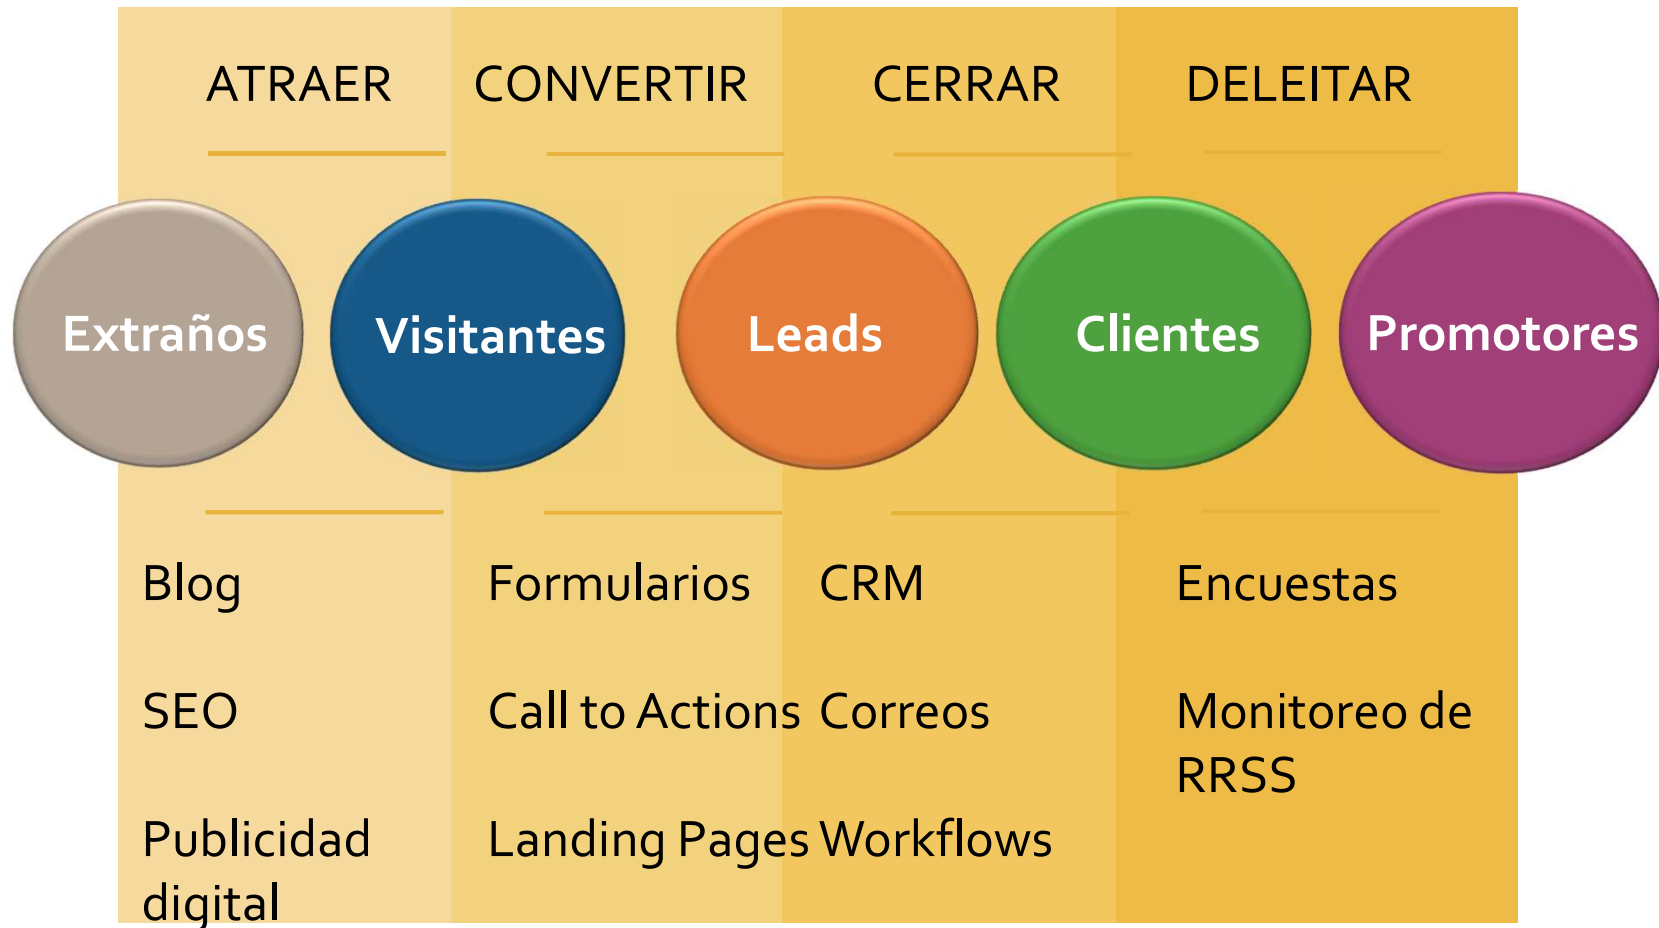 ATRAER
CONVERTIR
CERRAR
DELEITAR
Extraños
Visitantes
Leads
Clientes
Promotores
Blog
SEO
Publicidad
digital
Formularios
Call to Actions
Landing Pages
CRM
Correos
Workflows
Encuestas
Monitoreo de
RRSS